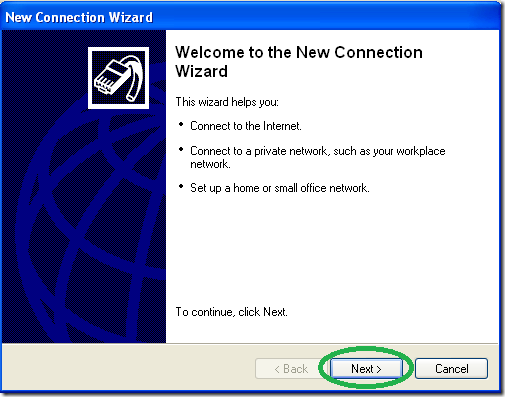 New Connection Wizard
Welcome to the New Connection
Wizard
This wizard helps you:
• Connect to the Internet.
• Connect to a private network, such as your workplace
network.
• Set up a home or small office network.
To continue, click Next.
< Back
Next >
Cancel